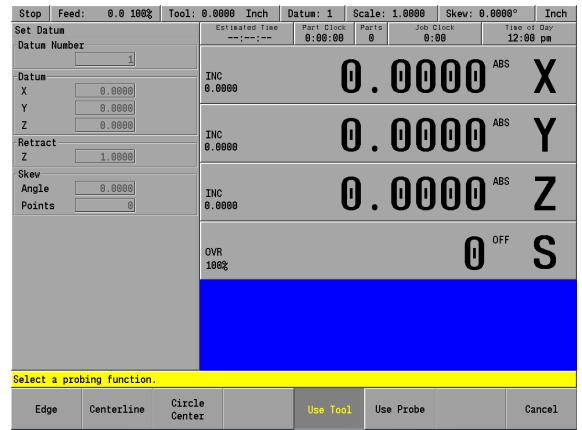 Stop Feed: 0.0 100% Tool: 0.0000 Inch Datum: 1 Scale: 1.0000 Skew: 0.0000° Inch
Set Datum
Estimated Time Part Clock Parts Job Clock Time of Day
--:--:-- 0:00:00 0 0:00 12:00 pm
Datum Number
1
Datum
X 0.0000
Y 0.0000
Z 0.0000
Retract
Z 1.0000
Skew
Angle 0.0000
Points 0
INC
0.0000
0.0000 ABS X
INC
0.0000
0.0000 ABS Y
INC
0.0000
0.0000 ABS Z
OVR
100%
0 OFF S
Select a probing function.
Edge Centerline Circle Center Use Tool Use Probe Cancel